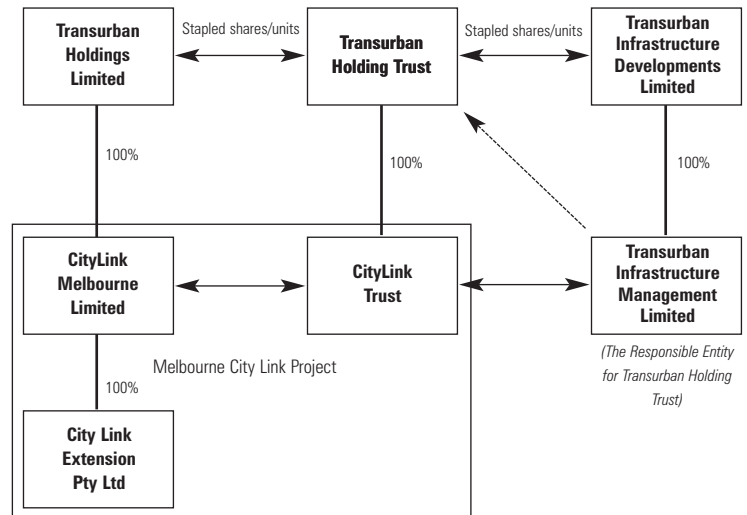 Transurban
Holdings
Limited
Stapled shares/units
Transurban
Holding Trust
Stapled shares/units
Transurban
Infrastructure
Developments
Limited
100%
100%
100%
CityLink
Melbourne
Limited
CityLink
Trust
Transurban
Infrastructure
Management
Limited
(The Responsible Entity
for Transurban Holding
Trust)
Melbourne City Link Project
100%
City Link
Extension
Pty Ltd